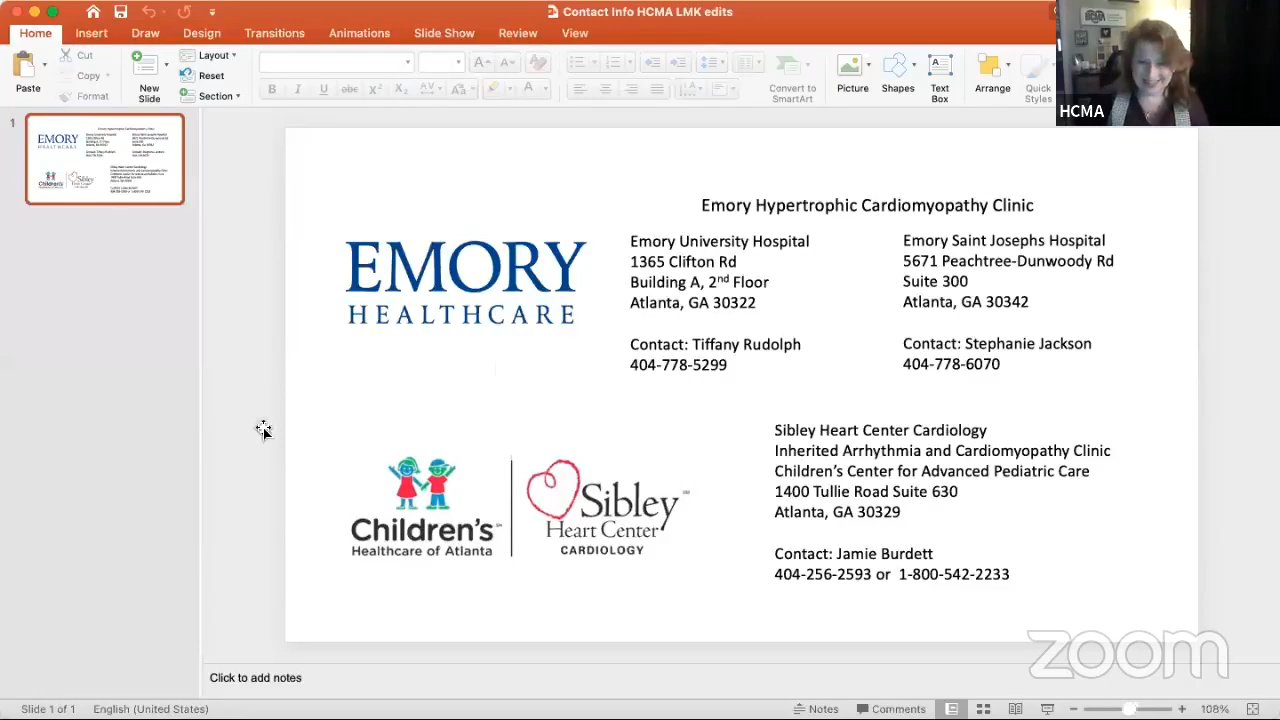 Contact Info HCMA LMK edits
Home Insert Draw Design Transitions Animations Slide Show Review View
Paste
Cut
Copy
Format
New Slide
Layout
Reset
Section
B I U abc X² X₂ AV Aa A
Convert to SmartArt
Picture
Shapes
Text Box
Arrange
Quick Styles
HCMA
1
Emory Hypertrophic Cardiomyopathy Clinic
EMORY
HEALTHCARE
Emory University Hospital
1365 Clifton Rd
Building A, 2nd Floor
Atlanta, GA 30322
Contact: Tiffany Rudolph
404-778-5299
Emory Saint Josephs Hospital
5671 Peachtree-Dunwoody Rd
Suite 300
Atlanta, GA 30342
Contact: Stephanie Jackson
404-778-6070
Children's
Healthcare of Atlanta
Sibley
Heart Center
CARDIOLOGY
Sibley Heart Center Cardiology
Inherited Arrhythmia and Cardiomyopathy Clinic
Children's Center for Advanced Pediatric Care
1400 Tullie Road Suite 630
Atlanta, GA 30329
Contact: Jamie Burdett
404-256-2593 or 1-800-542-2233
zoom
Click to add notes
Slide 1 of 1 English (United States) Notes Comments 108%